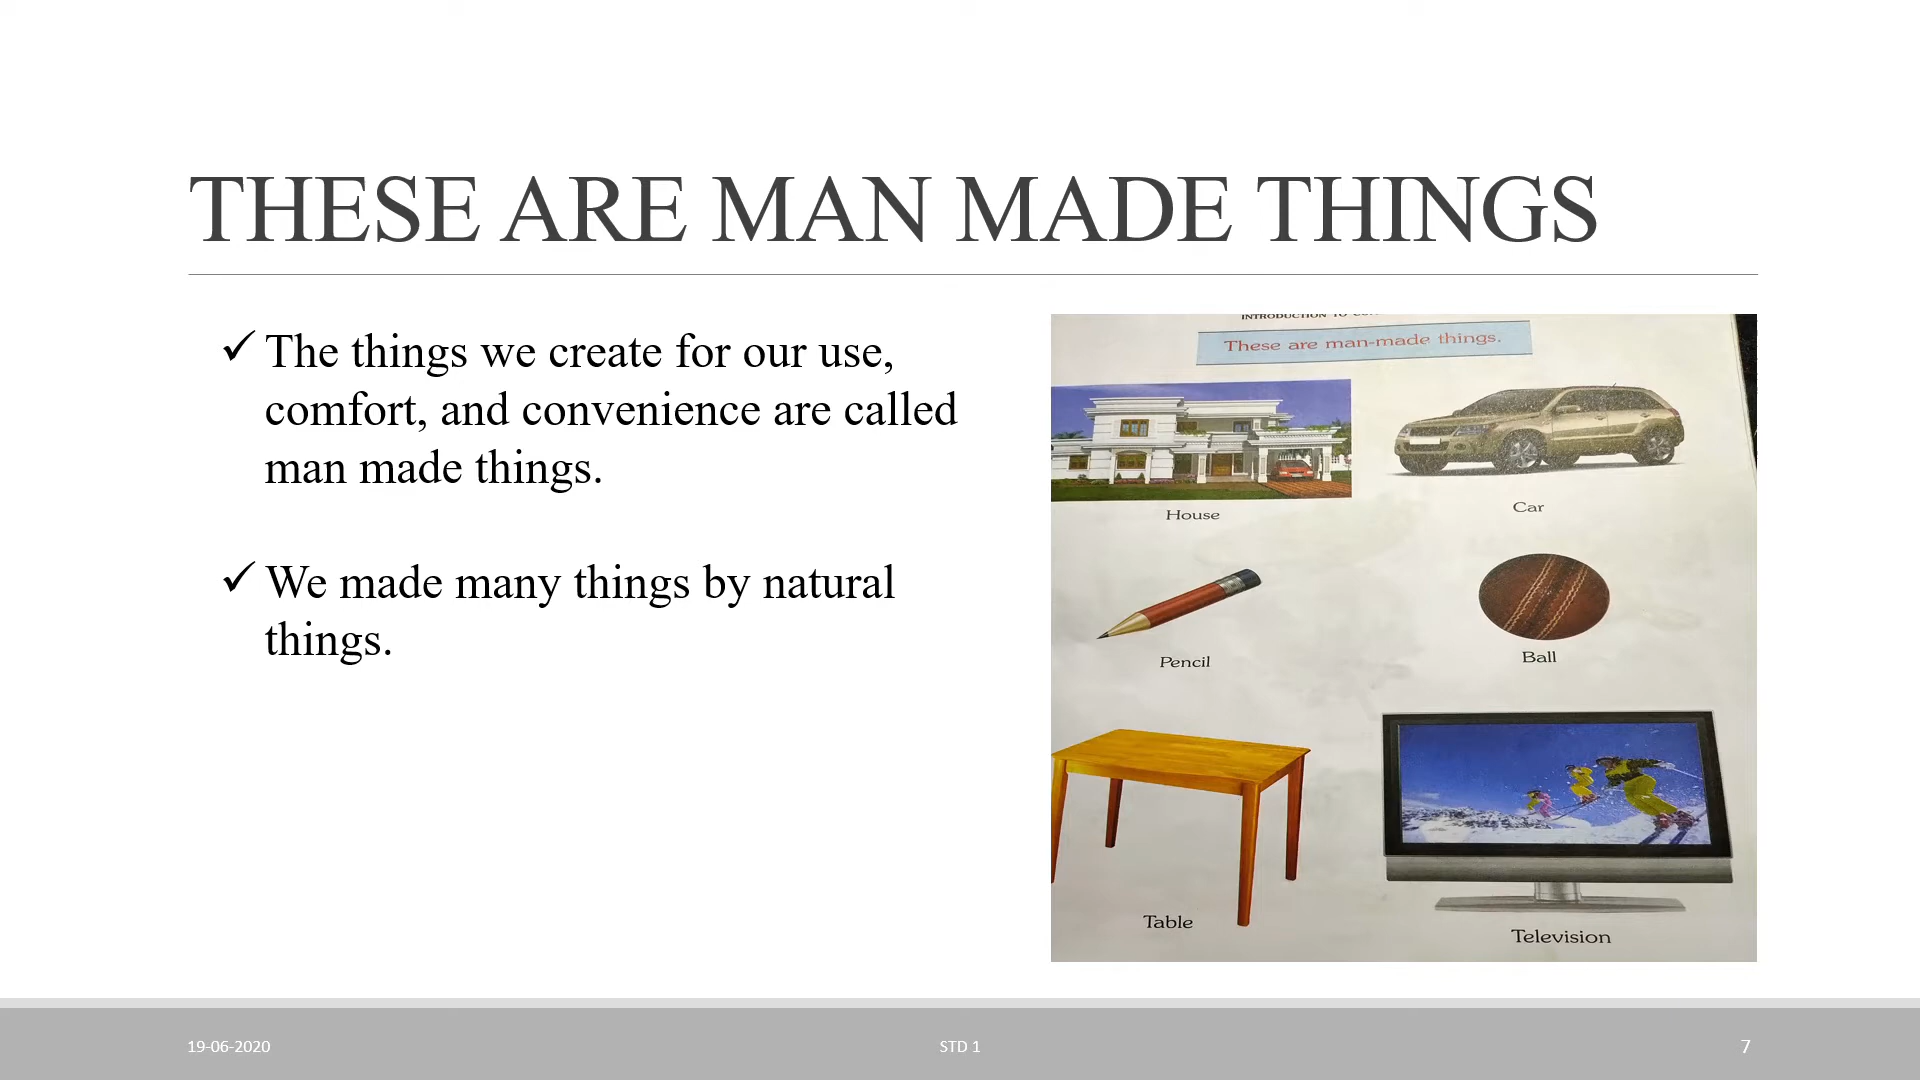 THESE ARE MAN MADE THINGS
✓ The things we create for our use,
comfort, and convenience are called
man made things.
✓ We made many things by natural
things.
INTRODUCTION TO
These are man-made things.
House
Car
Pencil
Ball
Table
Television
19-06-2020
STD 1
7